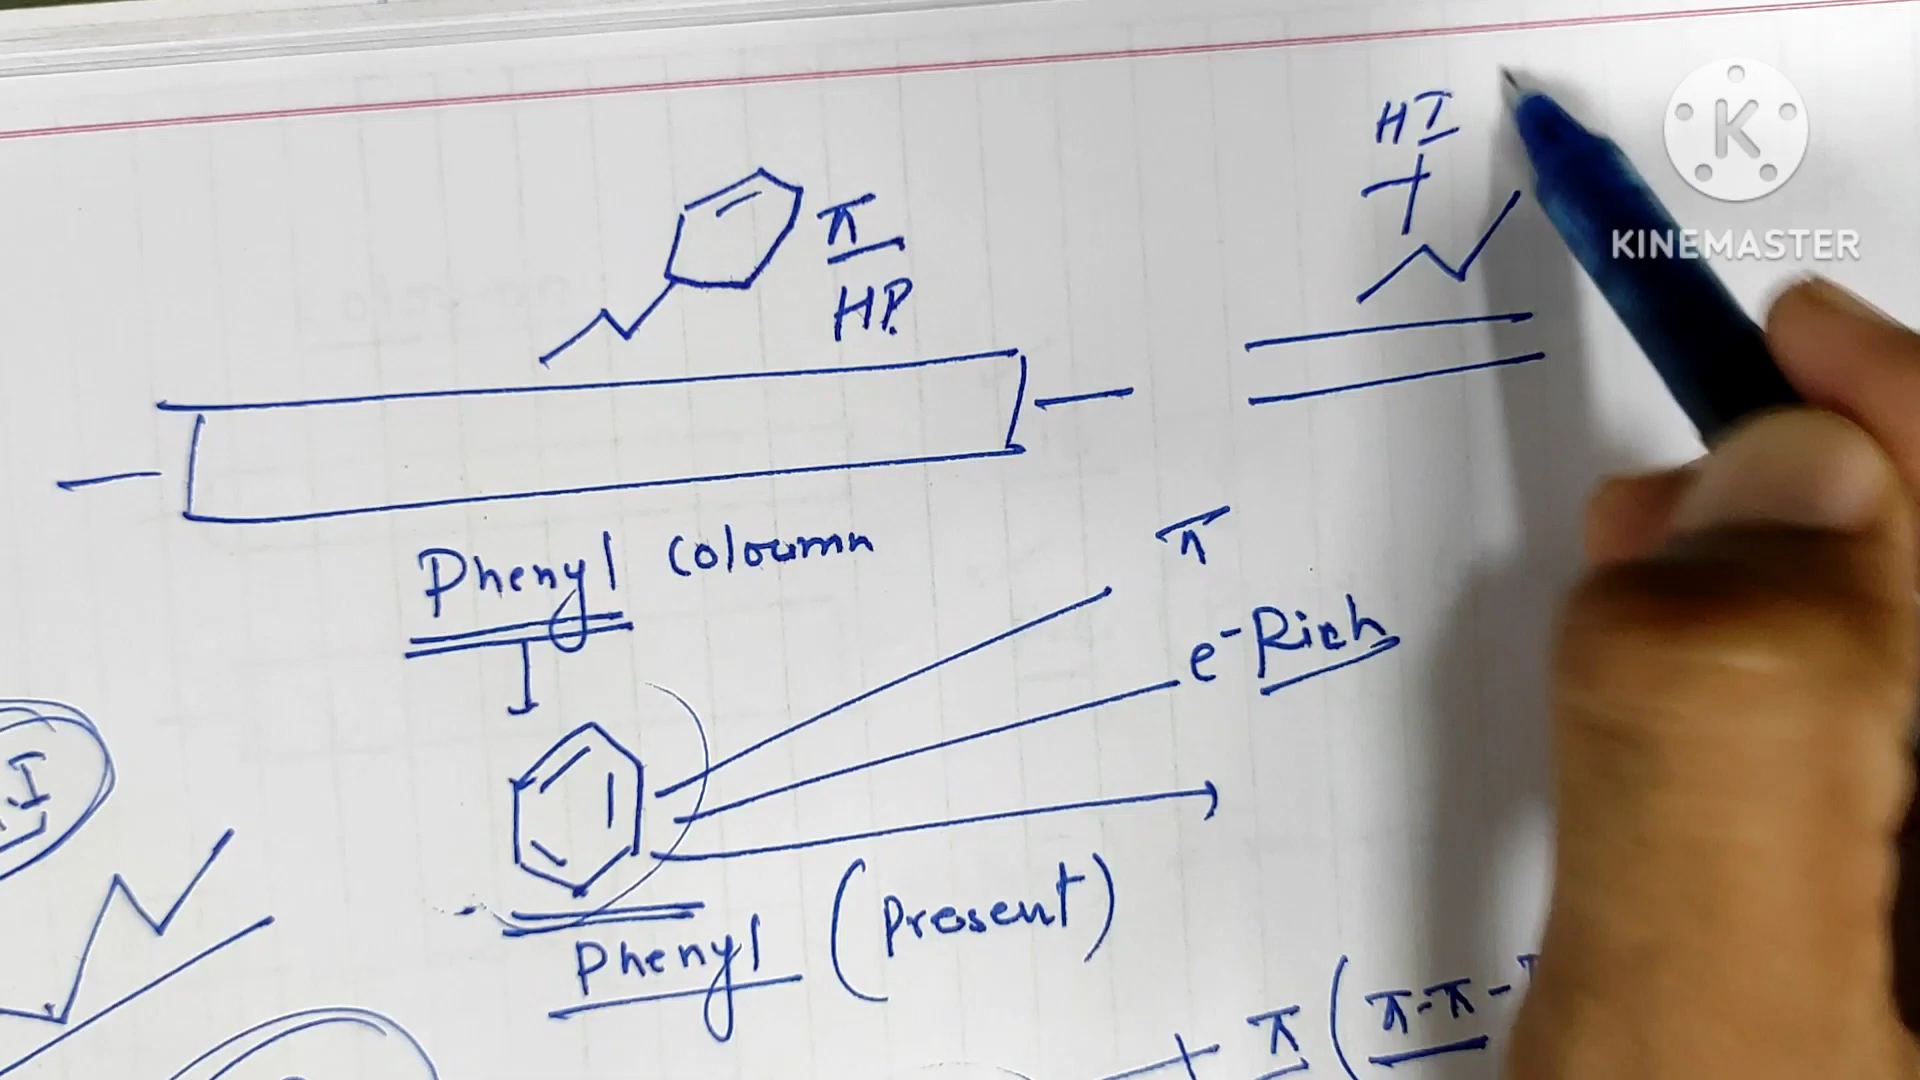 HI
+
KINEMASTER
π
HP.
Phenyl Coloumn
π
e-Rich
.I
Phenyl (Present)
+ π (π-π-